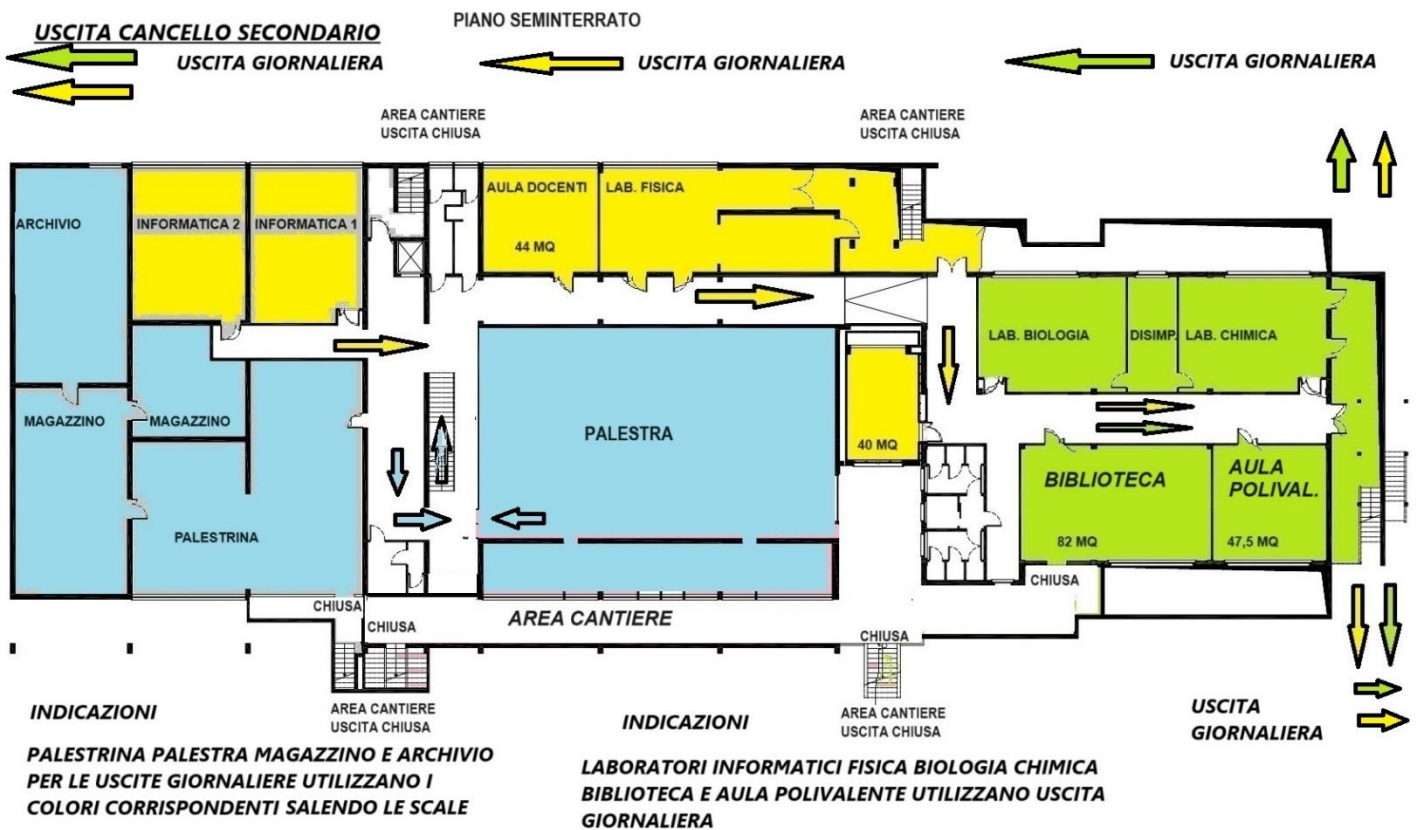 PIANO SEMINTERRATO
USCITA CANCELLO SECONDARIO
USCITA GIORNALIERA
USCITA GIORNALIERA
USCITA GIORNALIERA
AREA CANTIERE
USCITA CHIUSA
AREA CANTIERE
USCITA CHIUSA
ARCHIVIO
INFORMATICA 2
INFORMATICA 1
AULA DOCENTI
44 MQ
LAB. FISICA
LAB. BIOLOGIA
DISIMP.
LAB. CHIMICA
MAGAZZINO
MAGAZZINO
PALESTRA
40 MQ
BIBLIOTECA
82 MQ
AULA
POLIVAL.
47,5 MQ
PALESTRINA
CHIUSA
CHIUSA
AREA CANTIERE
CHIUSA
CHIUSA
AREA CANTIERE
USCITA CHIUSA
AREA CANTIERE
USCITA CHIUSA
USCITA
GIORNALIERA
INDICAZIONI
PALESTRINA PALESTRA MAGAZZINO E ARCHIVIO
PER LE USCITE GIORNALIERE UTILIZZANO I
COLORI CORRISPONDENTI SALENDO LE SCALE
INDICAZIONI
LABORATORI INFORMATICI FISICA BIOLOGIA CHIMICA
BIBLIOTECA E AULA POLIVALENTE UTILIZZANO USCITA
GIORNALIERA